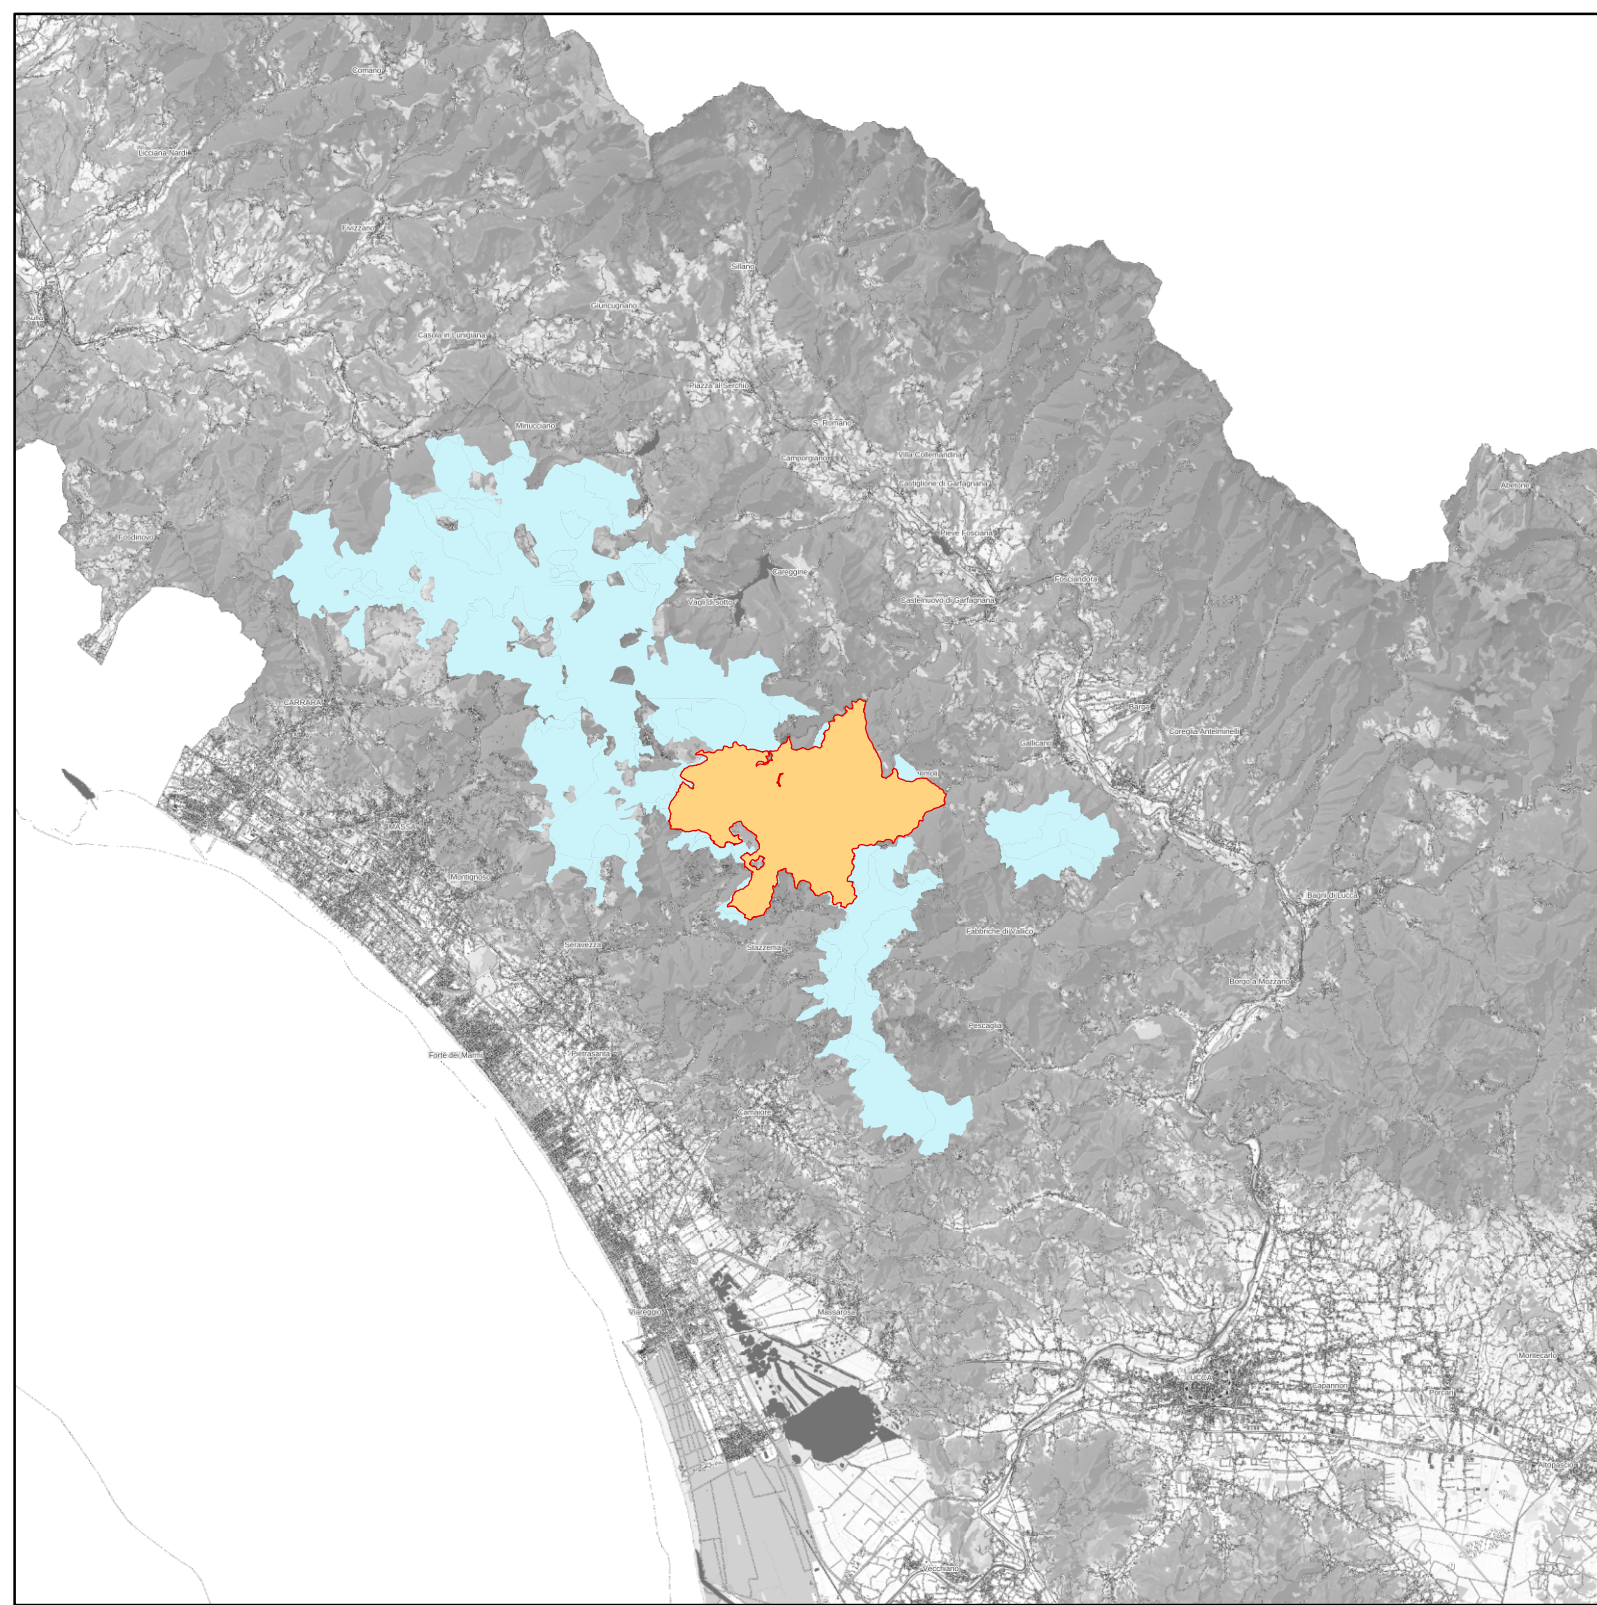 Comano
Licciana Nardi
Fivizzano
Sillano
Giuncugnano
Aulla
Casola in Lunigiana
Piazza al Serchio
Minucciano
S. Romano
Camporgiano
Villa Collemandina
Castiglione di Garfagnana
Abetone
Fosdinovo
Pieve Fosciana
Careggine
Fosciandora
Vagli di Sotto
Castelnuovo di Garfagnana
CARRARA
Barga
Coreglia Antelminelli
Gallicano
MASSA
Montignoso
Bagni di Lucca
Seravezza
Stazzema
Fabbriche di Vallico
Borgo a Mozzano
Pescaglia
Forte dei Marmi
Pietrasanta
Camaiore
Viareggio
Massarosa
Montecarlo
LUCCA
Capannori
Porcari
Altopascio
Vecchiano